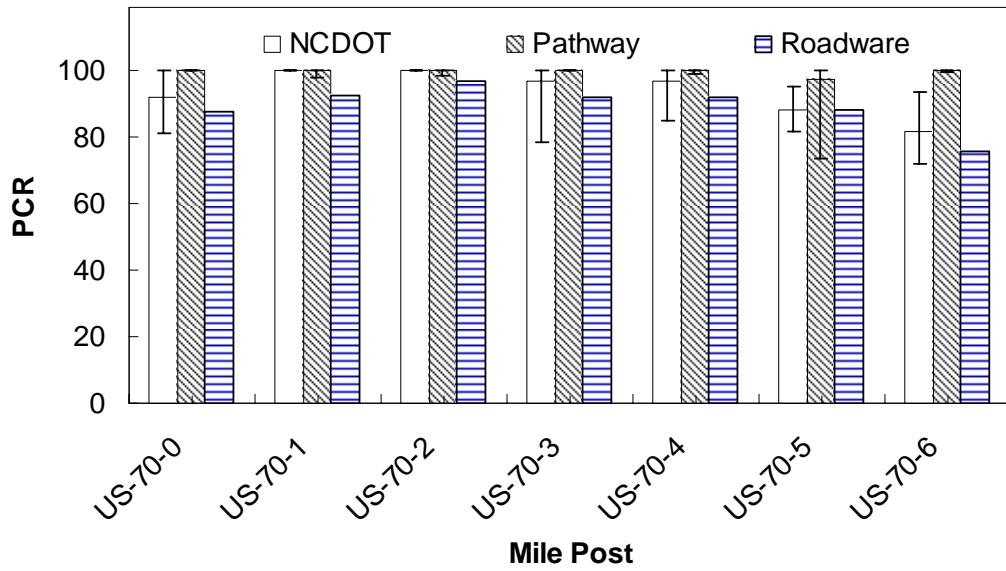 NCDOT Pathway Roadware
PCR
100
80
60
40
20
0
US-70-0 US-70-1 US-70-2 US-70-3 US-70-4 US-70-5 US-70-6
Mile Post